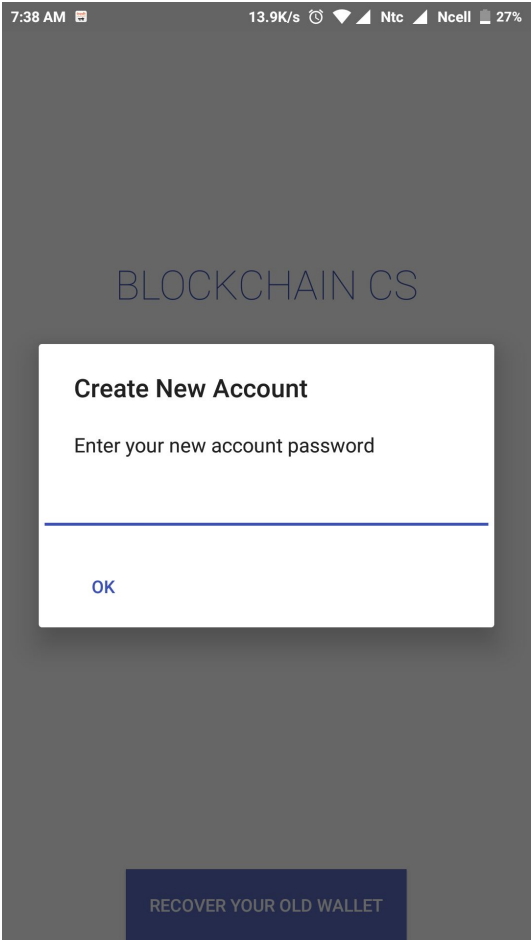 7:38 AM 13.9K/s Ntc Ncell 27%
BLOCKCHAIN CS
Create New Account
Enter your new account password
OK
RECOVER YOUR OLD WALLET